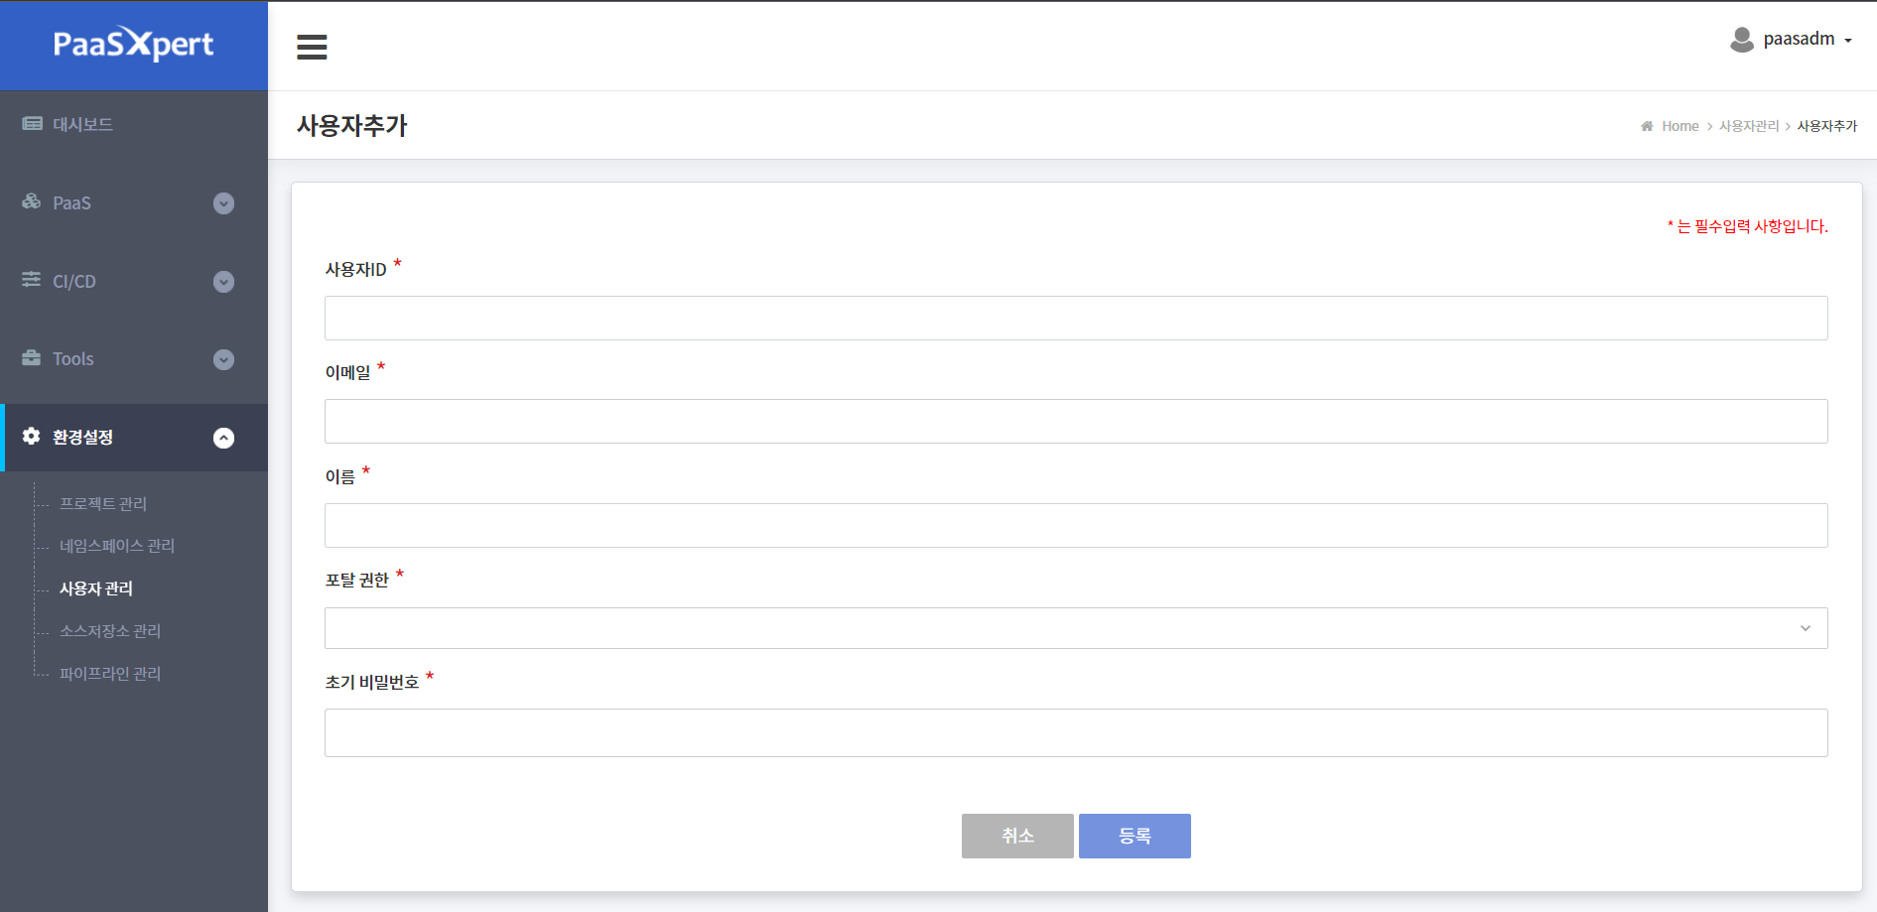 PaaSXpert
paasadm
대시보드
PaaS
CI/CD
Tools
환경설정
프로젝트 관리
네임스페이스 관리
사용자 관리
소스저장소 관리
파이프라인 관리
사용자추가
Home > 사용자관리 > 사용자추가
* 는 필수입력 사항입니다.
사용자ID *
이메일 *
이름 *
포탈 권한 *
초기 비밀번호 *
취소 등록